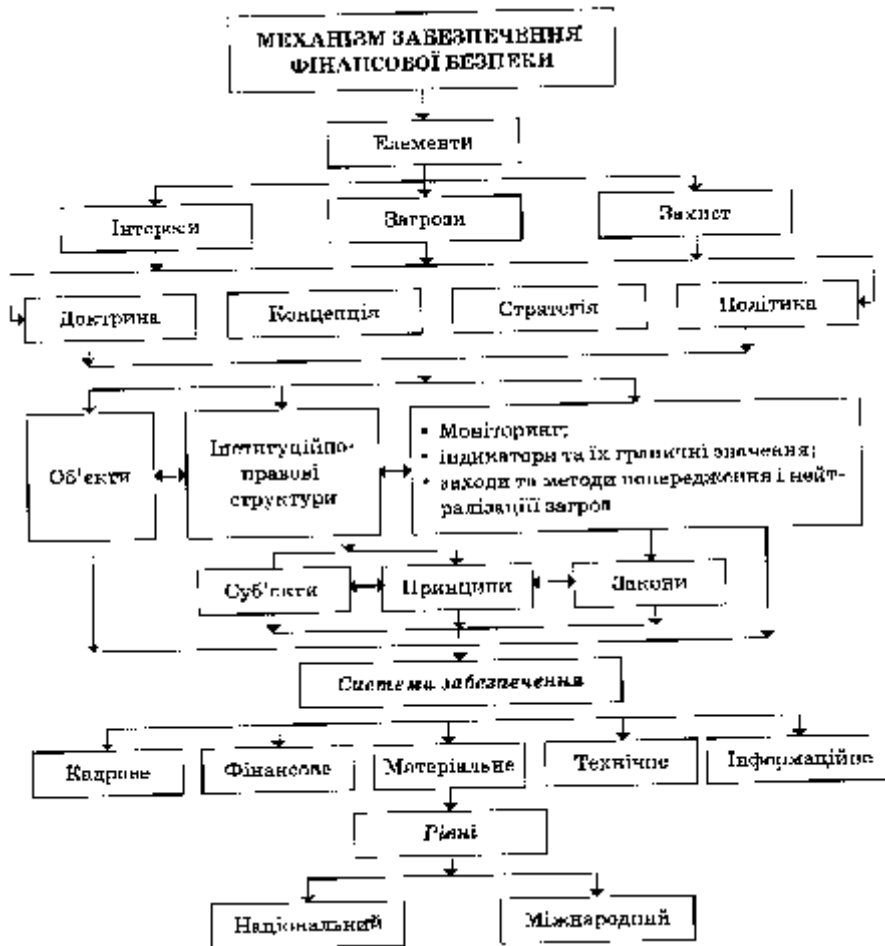 МЕХАНІЗМ ЗАБЕЗПЕЧЕННЯ
ФІНАНСОВОЇ БЕЗПЕКИ
Елементи
Інтереси
Загрози
Захист
Доктрина
Концепція
Стратегія
Політика
Об'єкти
Інституційно-
правові
структури
• Моніторинг;
• індикатори та їх граничні значення;
• заходи та методи попередження і нейт-
ралізації загроз
Суб'єкти
Принципи
Закони
Система забезпечення
Кадрове
Фінансове
Матеріальне
Технічне
Інформаційне
Рівні
Національний
Міжнародний